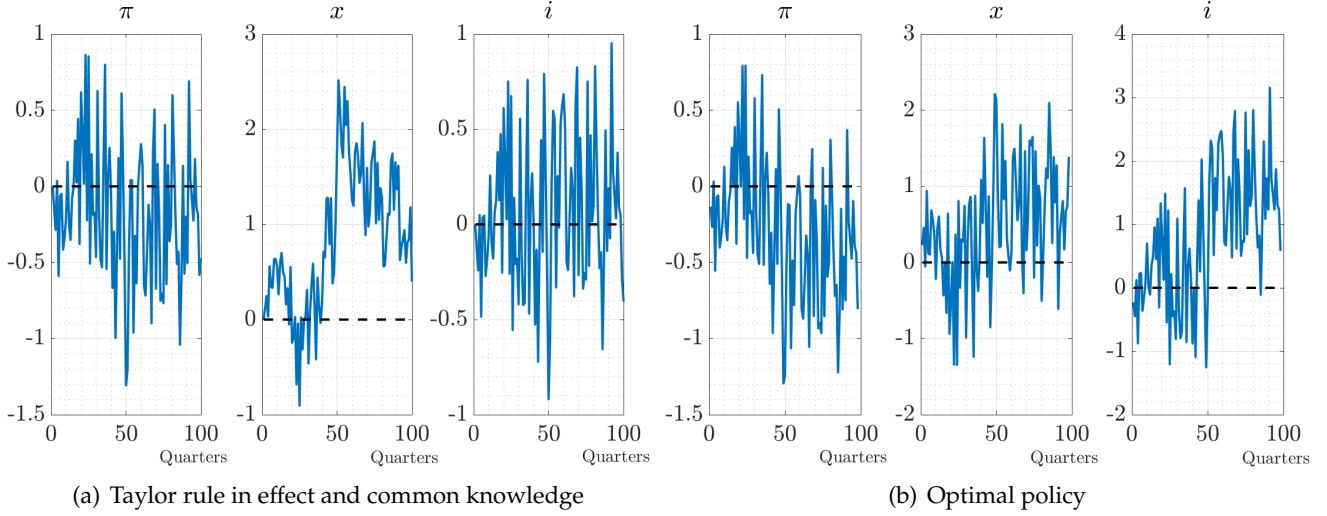 π
1
0.5
0
-0.5
-1
-1.5
0 50 100
Quarters
x
3
2
1
0
-1
0 50 100
Quarters
i
1
0.5
0
-0.5
-1
0 50 100
Quarters
(a) Taylor rule in effect and common knowledge
π
1
0.5
0
-0.5
-1
-1.5
0 50 100
Quarters
x
3
2
1
0
-1
-2
0 50 100
Quarters
i
4
3
2
1
0
-1
-2
0 50 100
Quarters
(b) Optimal policy